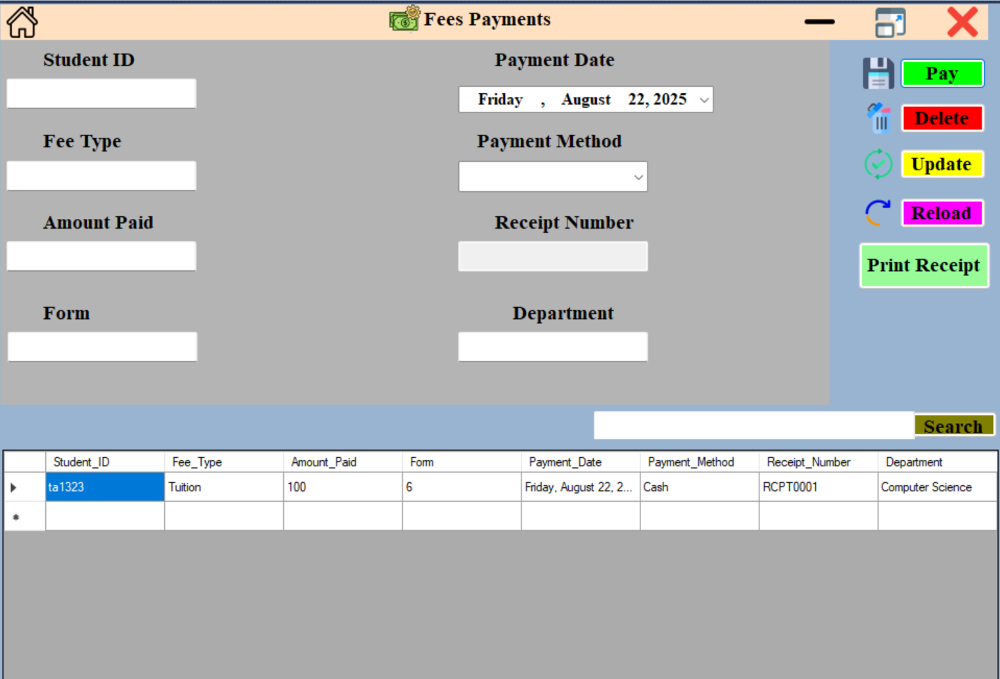 Fees Payments
Student ID
Payment Date
Friday , August 22, 2025
Pay
Delete
Fee Type
Payment Method
Update
Amount Paid
Receipt Number
Reload
Print Receipt
Form
Department
Search
Student_ID Fee_Type Amount_Paid Form Payment_Date Payment_Method Receipt_Number Department
ta1323 Tuition 100 6 Friday, August 22, 2... Cash RCPT0001 Computer Science